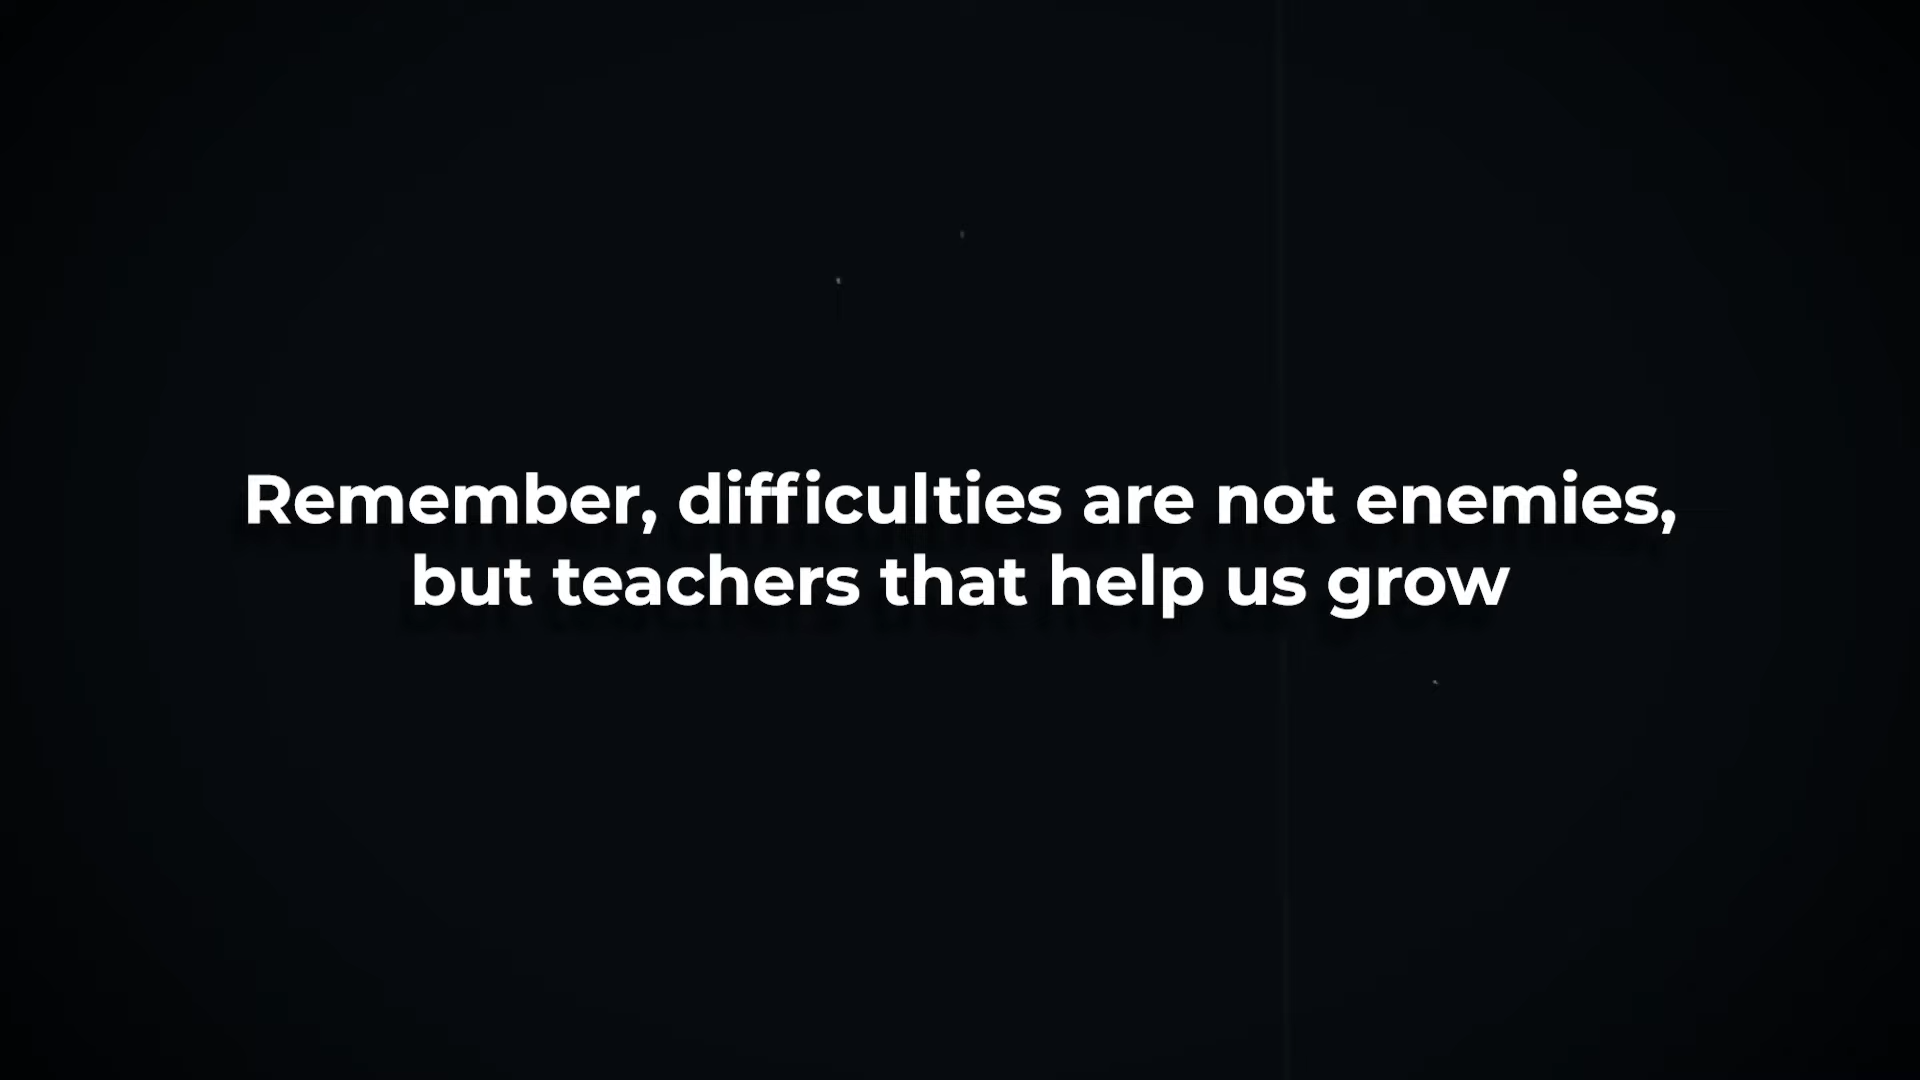 Remember, difficulties are not enemies,
but teachers that help us grow